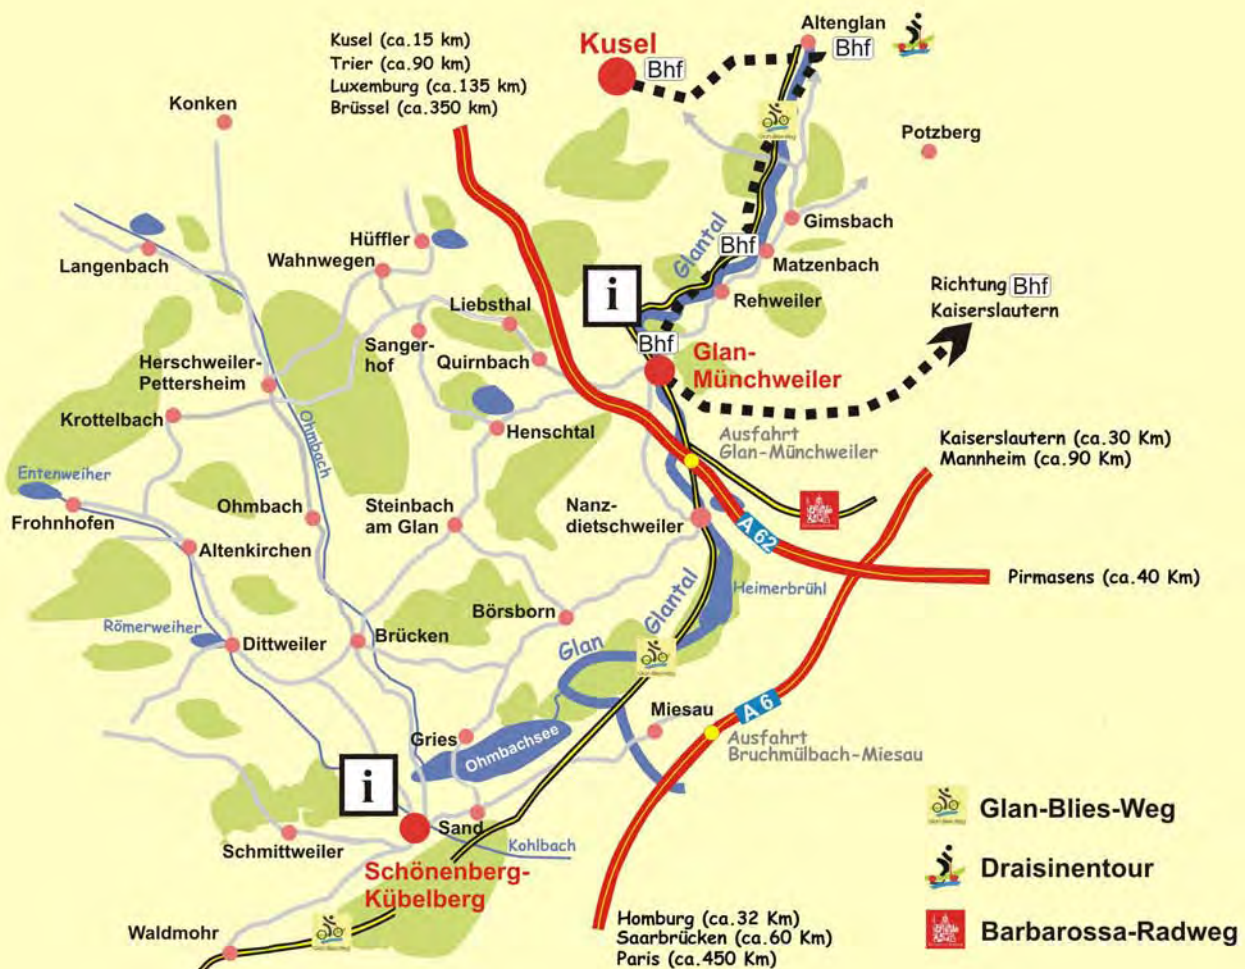 Altenglan
Bhf
Kusel
Bhf
Kusel (ca.15 km)
Trier (ca.90 km)
Luxemburg (ca.135 km)
Brüssel (ca.350 km)
Konken
Potzberg
Gimsbach
Glantal
Hüffler
Wahnwegen
Langenbach
Bhf
Matzenbach
i
Rehweiler
Richtung Bhf
Kaiserslautern
Liebsthal
Sanger-
hof
Quirnbach
Bhf
Glan-
Münchweiler
Herschweiler-
Pettersheim
Krottelbach
Ohmbach
Henschtal
Ausfahrt
Glan-Münchweiler
Kaiserslautern (ca.30 Km)
Mannheim (ca.90 Km)
Entenweiher
Frohnhofen
Ohmbach
Steinbach
am Glan
Nanz-
dietschweiler
A 62
Altenkirchen
Heimerbrühl
Pirmasens (ca.40 Km)
Börsborn
Glantal
Glan
Römerweiher
Dittweiler
Brücken
Miesau
A 6
Gries
Ohmbachsee
Ausfahrt
Bruchmülbach-Miesau
i
Sand
Kohlbach
Schmittweiler
Schönenberg-
Kübelberg
Waldmohr
Homburg (ca.32 Km)
Saarbrücken (ca.60 Km)
Paris (ca.450 Km)
Glan-Blies-Weg
Draisinentour
Barbarossa-Radweg